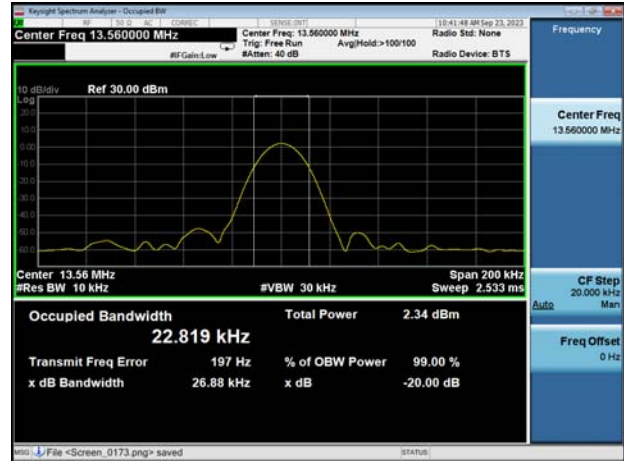 Keysight Spectrum Analyzer - Occupied BW
RF 50 Ω AC CORREC SENSE:INT 10:41:48 AM Sep 23, 2023
Center Freq 13.560000 MHz Center Freq: 13.560000 MHz Radio Std: None Frequency
Trig: Free Run Avg|Hold:>100/100
#IFGain:Low #Atten: 40 dB Radio Device: BTS
10 dB/div Ref 30.00 dBm
Log
20.0
10.0
0.00
10.0
20.0
30.0
40.0
50.0
60.0
Center Freq
13.560000 MHz
Center 13.56 MHz Span 200 kHz
#Res BW 10 kHz #VBW 30 kHz Sweep 2.533 ms
CF Step
20.000 kHz
Auto Man
Occupied Bandwidth Total Power 2.34 dBm
22.819 kHz
Freq Offset
0 Hz
Transmit Freq Error 197 Hz % of OBW Power 99.00 %
x dB Bandwidth 26.88 kHz x dB -20.00 dB
MSG File <Screen_0173.png> saved STATUS